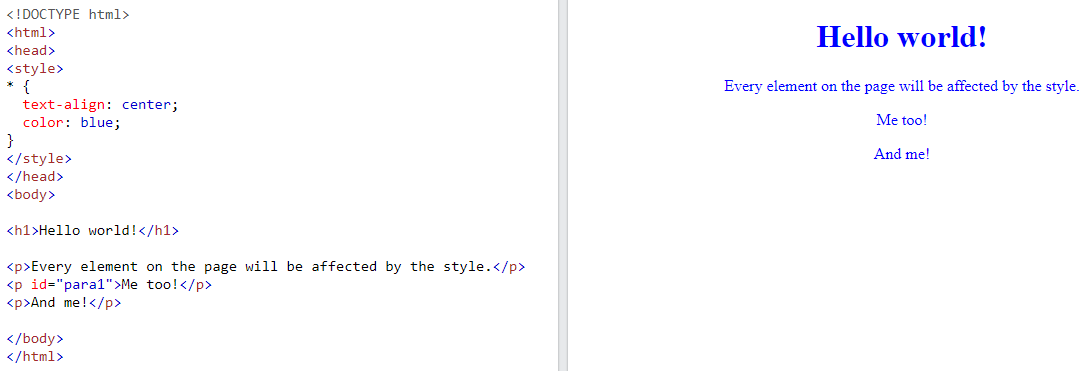 <!DOCTYPE html>
<html>
<head>
<style>
* {
  text-align: center;
  color: blue;
}
</style>
</head>
<body>

<h1>Hello world!</h1>

<p>Every element on the page will be affected by the style.</p>
<p id="para1">Me too!</p>
<p>And me!</p>

</body>
</html>
Hello world!
Every element on the page will be affected by the style.
Me too!
And me!